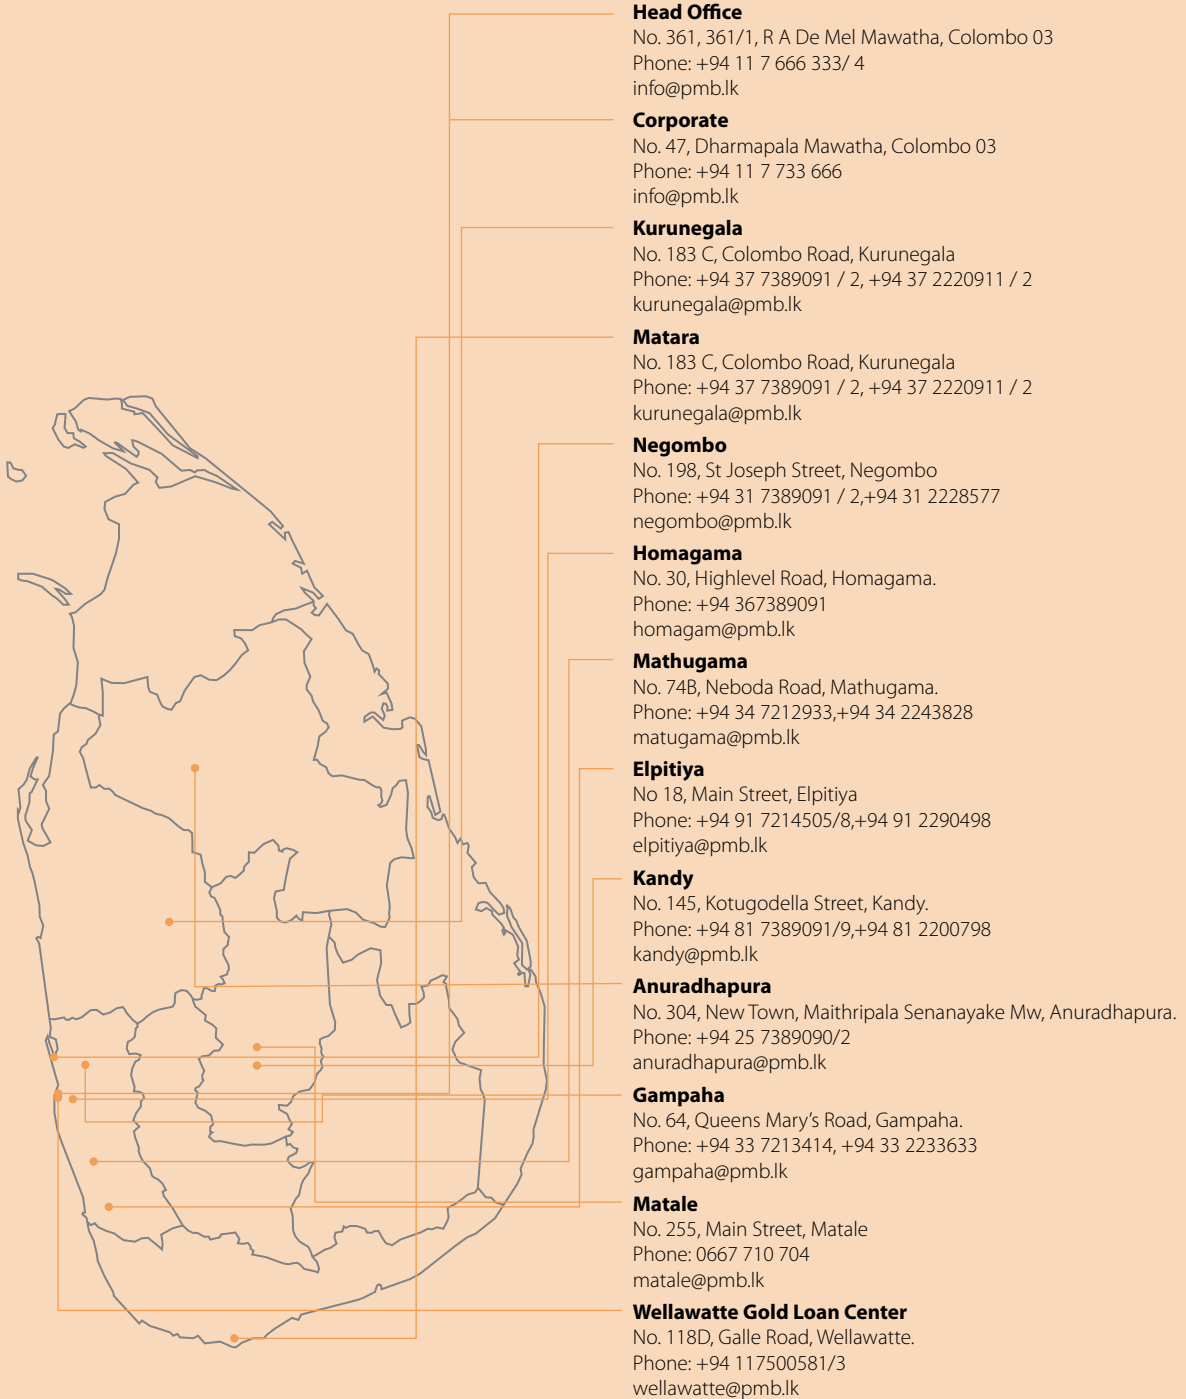 Head Office
No. 361, 361/1, R A De Mel Mawatha, Colombo 03
Phone: +94 11 7 666 333/ 4
info@pmb.lk
Corporate
No. 47, Dharmapala Mawatha, Colombo 03
Phone: +94 11 7 733 666
info@pmb.lk
Kurunegala
No. 183 C, Colombo Road, Kurunegala
Phone: +94 37 7389091 / 2, +94 37 2220911 / 2
kurunegala@pmb.lk
Matara
No. 183 C, Colombo Road, Kurunegala
Phone: +94 37 7389091 / 2, +94 37 2220911 / 2
kurunegala@pmb.lk
Negombo
No. 198, St Joseph Street, Negombo
Phone: +94 31 7389091 / 2,+94 31 2228577
negombo@pmb.lk
Homagama
No. 30, Highlevel Road, Homagama.
Phone: +94 367389091
homagam@pmb.lk
Mathugama
No. 74B, Neboda Road, Mathugama.
Phone: +94 34 7212933,+94 34 2243828
matugama@pmb.lk
Elpitiya
No 18, Main Street, Elpitiya
Phone: +94 91 7214505/8,+94 91 2290498
elpitiya@pmb.lk
Kandy
No. 145, Kotugodella Street, Kandy.
Phone: +94 81 7389091/9,+94 81 2200798
kandy@pmb.lk
Anuradhapura
No. 304, New Town, Maithripala Senanayake Mw, Anuradhapura.
Phone: +94 25 7389090/2
anuradhapura@pmb.lk
Gampaha
No. 64, Queens Mary’s Road, Gampaha.
Phone: +94 33 7213414, +94 33 2233633
gampaha@pmb.lk
Matale
No. 255, Main Street, Matale
Phone: 0667 710 704
matale@pmb.lk
Wellawatte Gold Loan Center
No. 118D, Galle Road, Wellawatte.
Phone: +94 117500581/3
wellawatte@pmb.lk